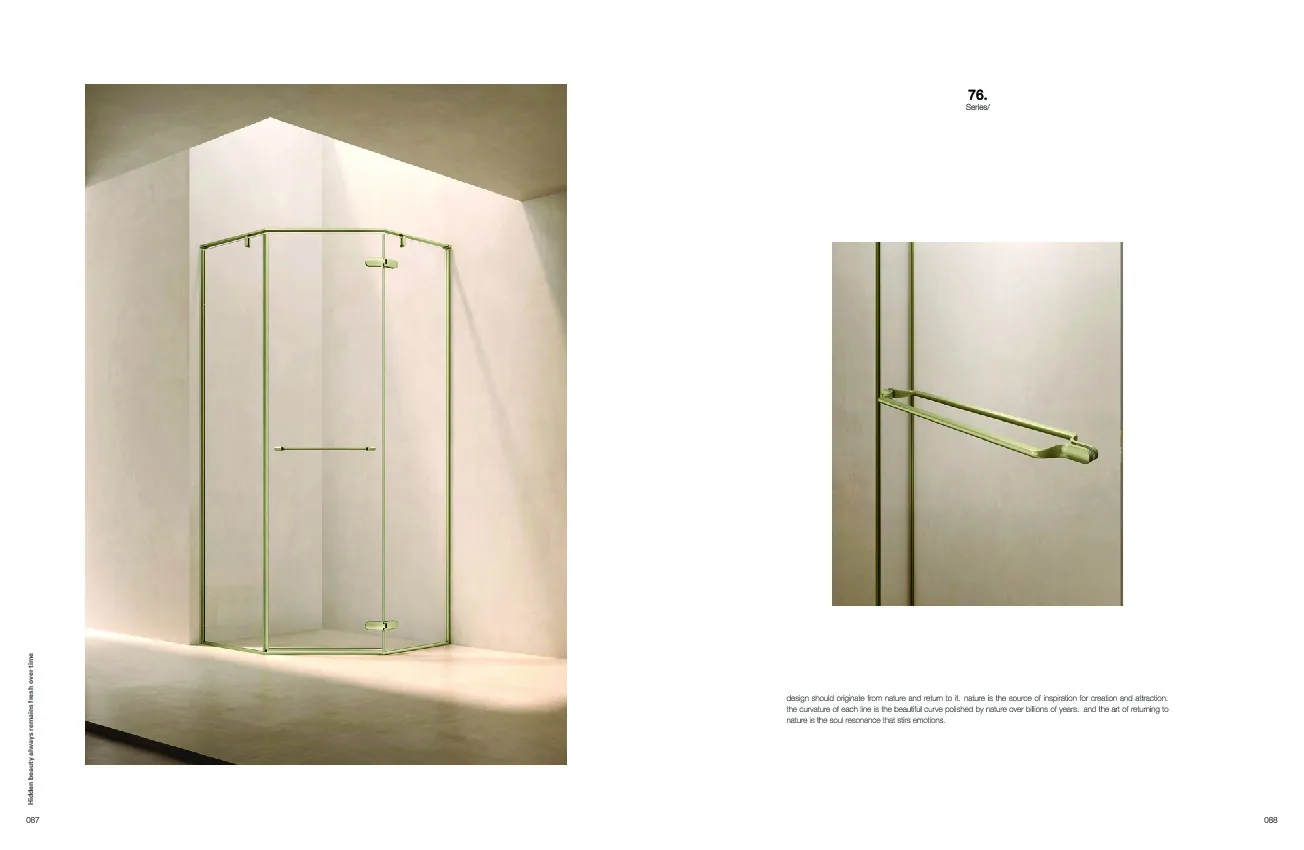 76.
Series/
design should originate from nature and return to it. nature is the source of inspiration for creation and attraction.
the curvature of each line is the beautiful curve polished by nature over billions of years. and the art of returning to
nature is the soul resonance that stirs emotions.
Hidden beauty always remains fresh over time
087
088